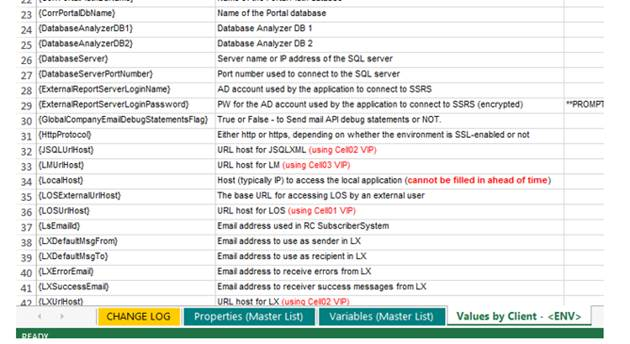 23 {CorrPortalDbName} Name of the Portal database
24 {DatabaseAnalyzerDB1} Database Analyzer DB 1
25 {DatabaseAnalyzerDB2} Database Analyzer DB 2
26 {DatabaseServer} Server name or IP address of the SQL server
27 {DatabaseServerPortNumber} Port number used to connect to the SQL server
28 {ExternalReportServerLoginName} AD account used by the application to connect to SSRS
29 {ExternalReportServerLoginPassword} PW for the AD account used by the application to connect to SSRS (encrypted) **PROMPT
30 {GlobalCompanyEmailDebugStatementsFlag} True or False - to Send mail API debug statements or NOT.
31 {HttpProtocol} Either http or https, depending on whether the environment is SSL-enabled or not
32 {JSQLUrlHost} URL host for JSQLXML (using Cell02 VIP)
33 {LMUrlHost} URL host for LM (using Cell03 VIP)
34 {LocalHost} Host (typically IP) to access the local application (cannot be filled in ahead of time)
35 {LOSExternalUrlHost} The base URL for accessing LOS by an external user
36 {LOSUrlHost} URL host for LOS (using Cell01 VIP)
37 {LsEmailId} Email address used in RC SubscriberSystem
38 {LXDefaultMsgFrom} Email address to use as sender in LX
39 {LXDefaultMsgTo} Email address to use as recipient in LX
40 {LXErrorEmail} Email address to receive errors from LX
41 {LXSuccessEmail} Email address to receiver success messages from LX
42 {LXUrlHost} URL host for LX (using Cell02 VIP)
CHANGE LOG Properties (Master List) Variables (Master List) Values by Client - <ENV>
READY